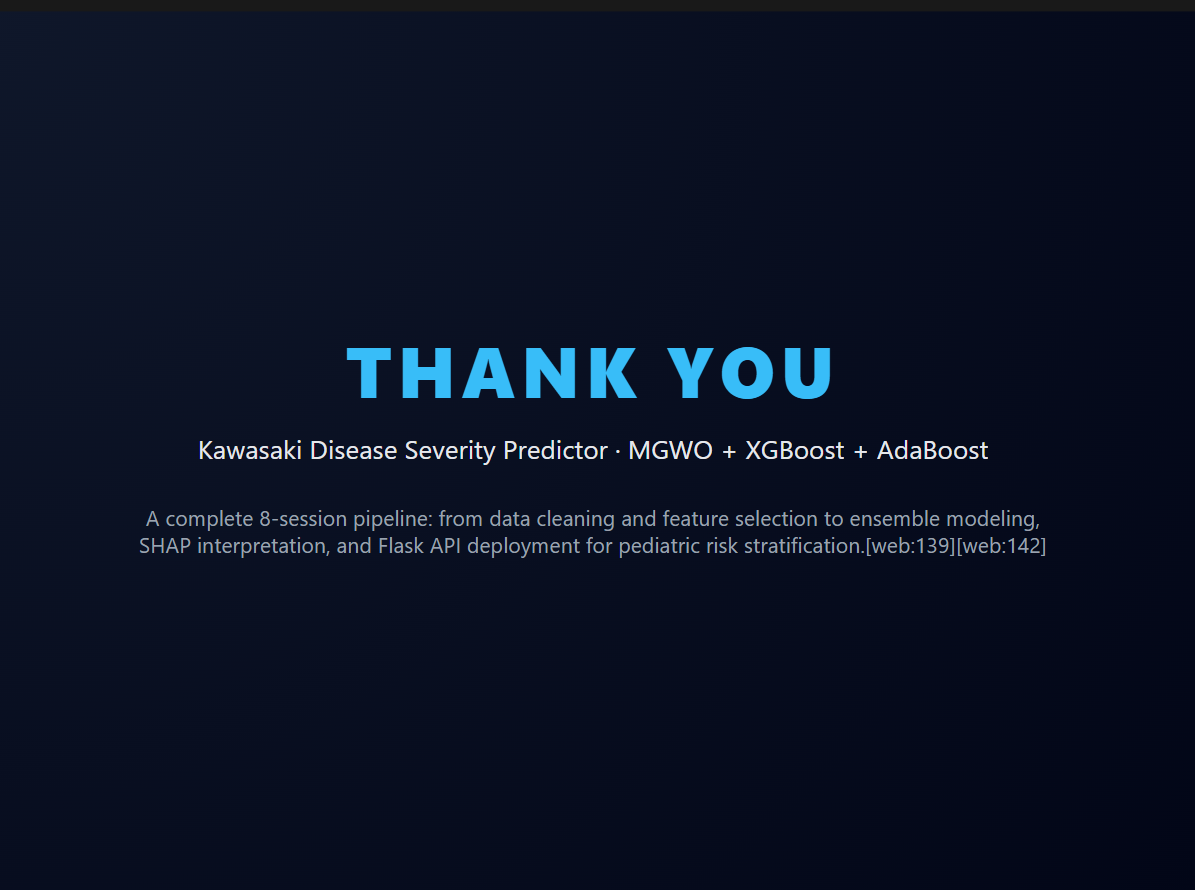 THANK YOU
Kawasaki Disease Severity Predictor · MGWO + XGBoost + AdaBoost
A complete 8-session pipeline: from data cleaning and feature selection to ensemble modeling,
SHAP interpretation, and Flask API deployment for pediatric risk stratification.[web:139][web:142]